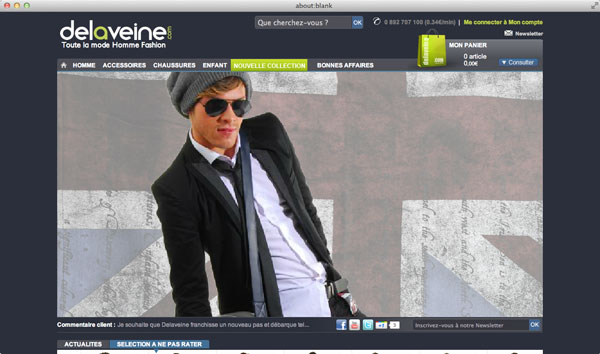 about:blank
delaveine.com
Toute la mode Homme Fashion
Que cherchez-vous ? OK
0 892 707 100 (0.34€/min) | Me connecter à Mon compte
Newsletter
MON PANIER
0 article
0,00€
Consulter
HOMME ACCESSOIRES CHAUSSURES ENFANT NOUVELLE COLLECTION BONNES AFFAIRES
Commentaire client : Je souhaite que Delaveine franchisse un nouveau pas et débarque tel...
+1 3
Inscrivez-vous à notre Newsletter OK
ACTUALITES SELECTION A NE PAS RATER